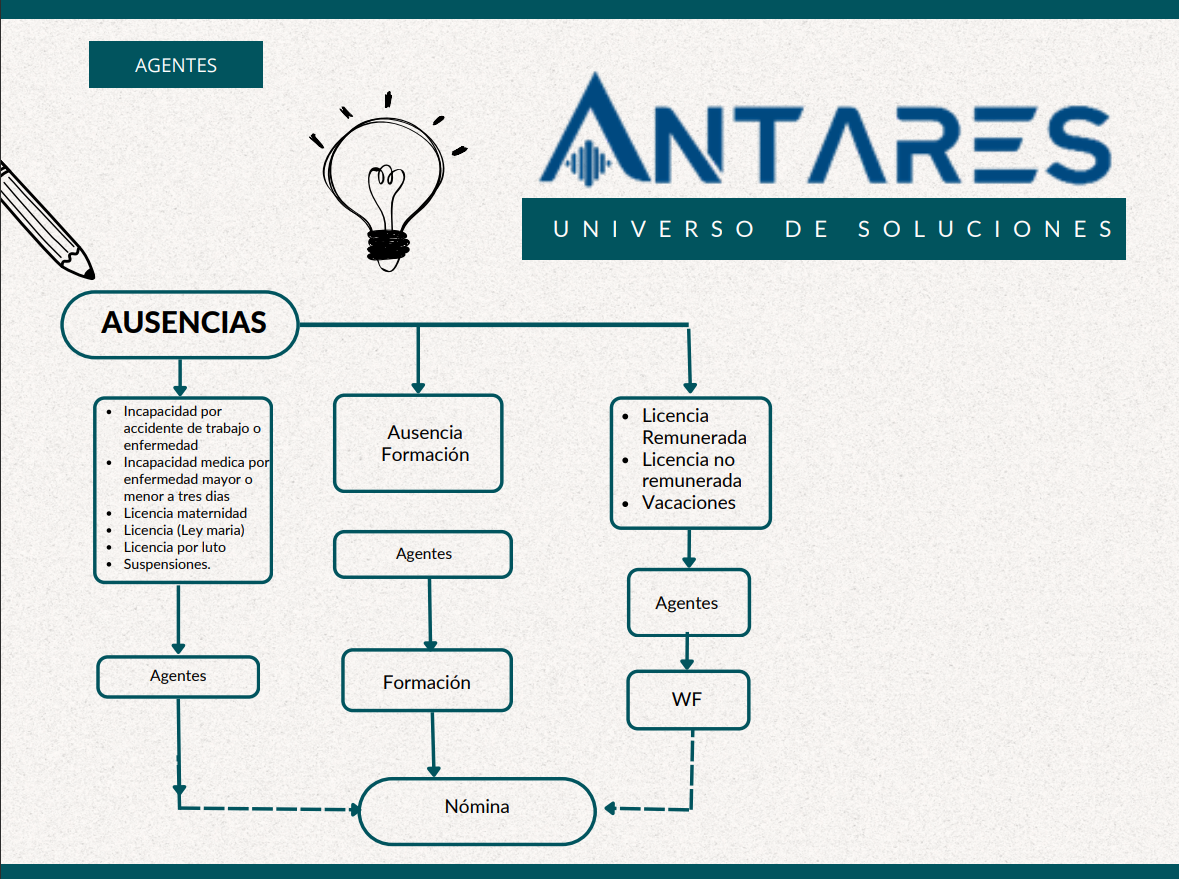 AGENTES
ANTARES
UNIVERSO DE SOLUCIONES
AUSENCIAS
• Incapacidad por
accidente de trabajo o
enfermedad
• Incapacidad medica por
enfermedad mayor o
menor a tres dias
• Licencia maternidad
• Licencia (Ley maria)
• Licencia por luto
• Suspensiones.
Agentes
Ausencia
Formación
Agentes
Formación
• Licencia
Remunerada
• Licencia no
remunerada
• Vacaciones
Agentes
WF
Nómina